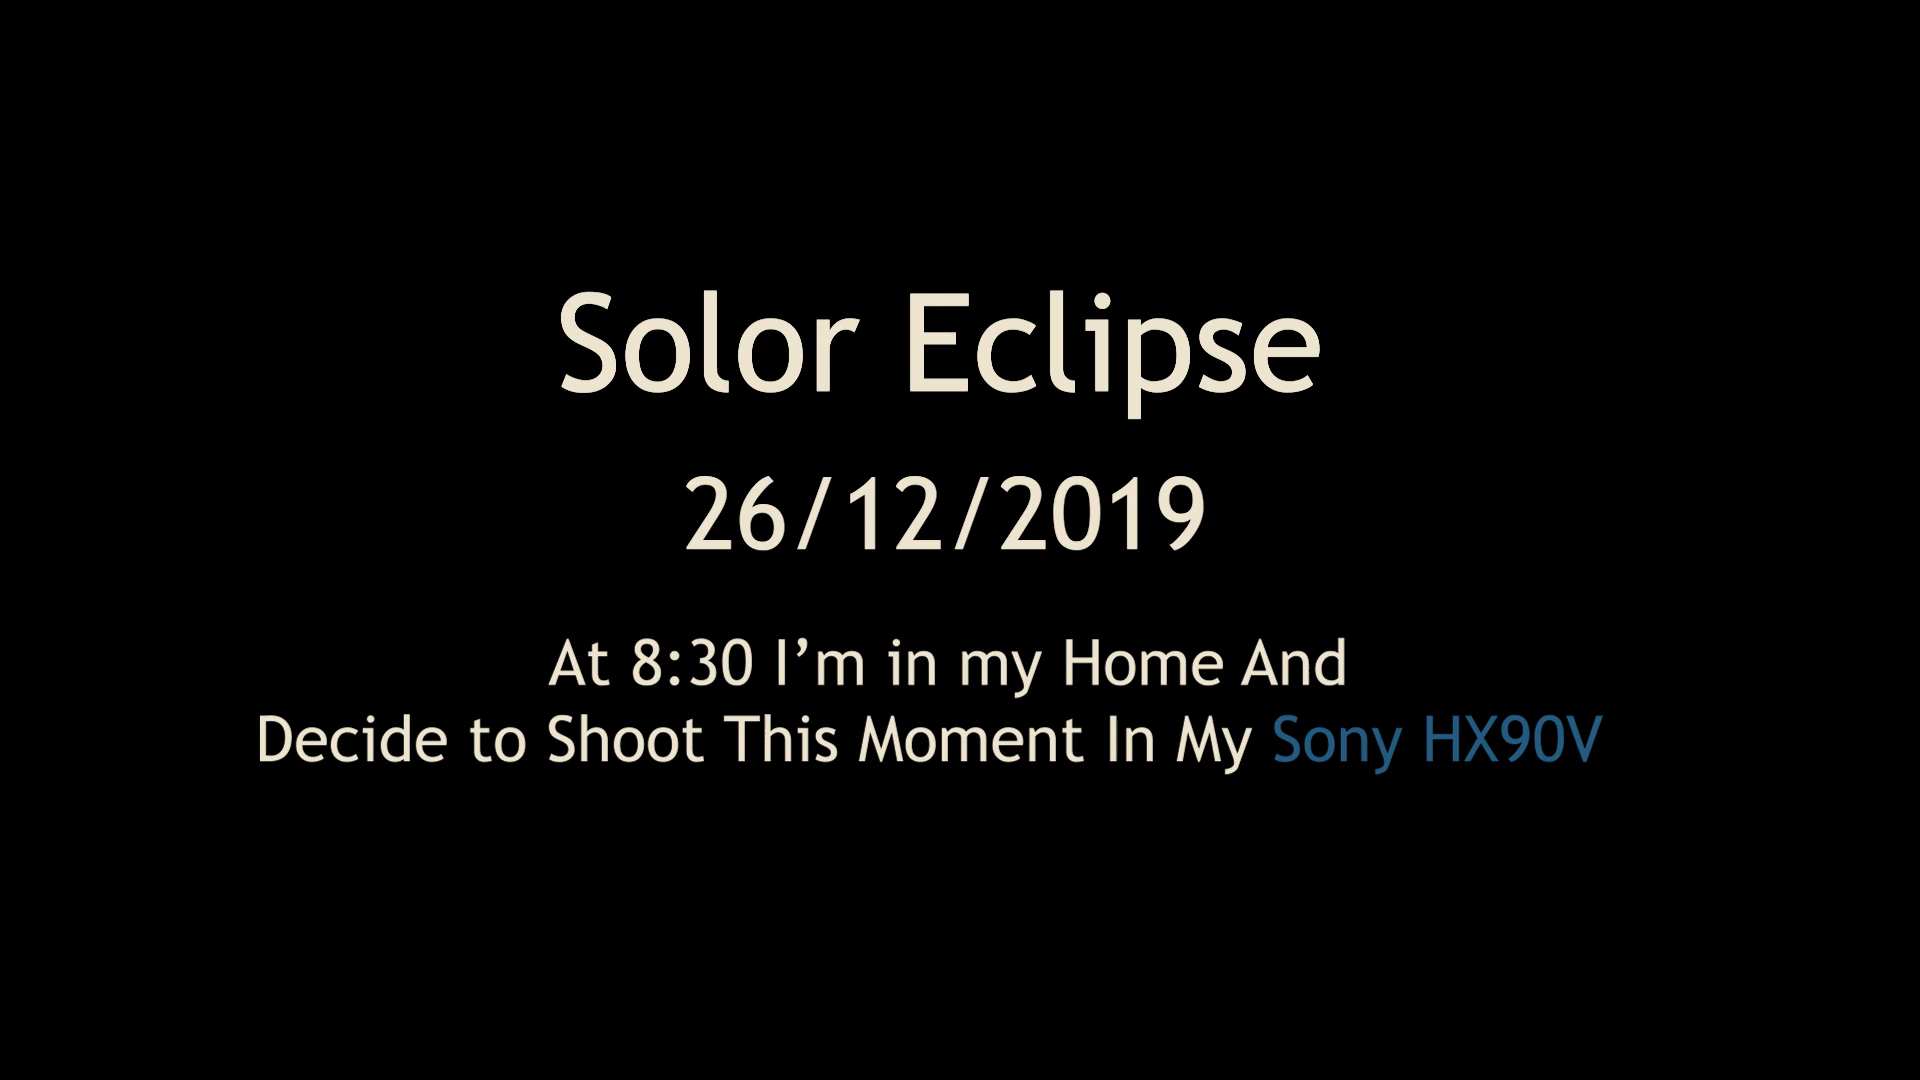 Solor Eclipse
26/12/2019
At 8:30 I’m in my Home And
Decide to Shoot This Moment In My Sony HX90V